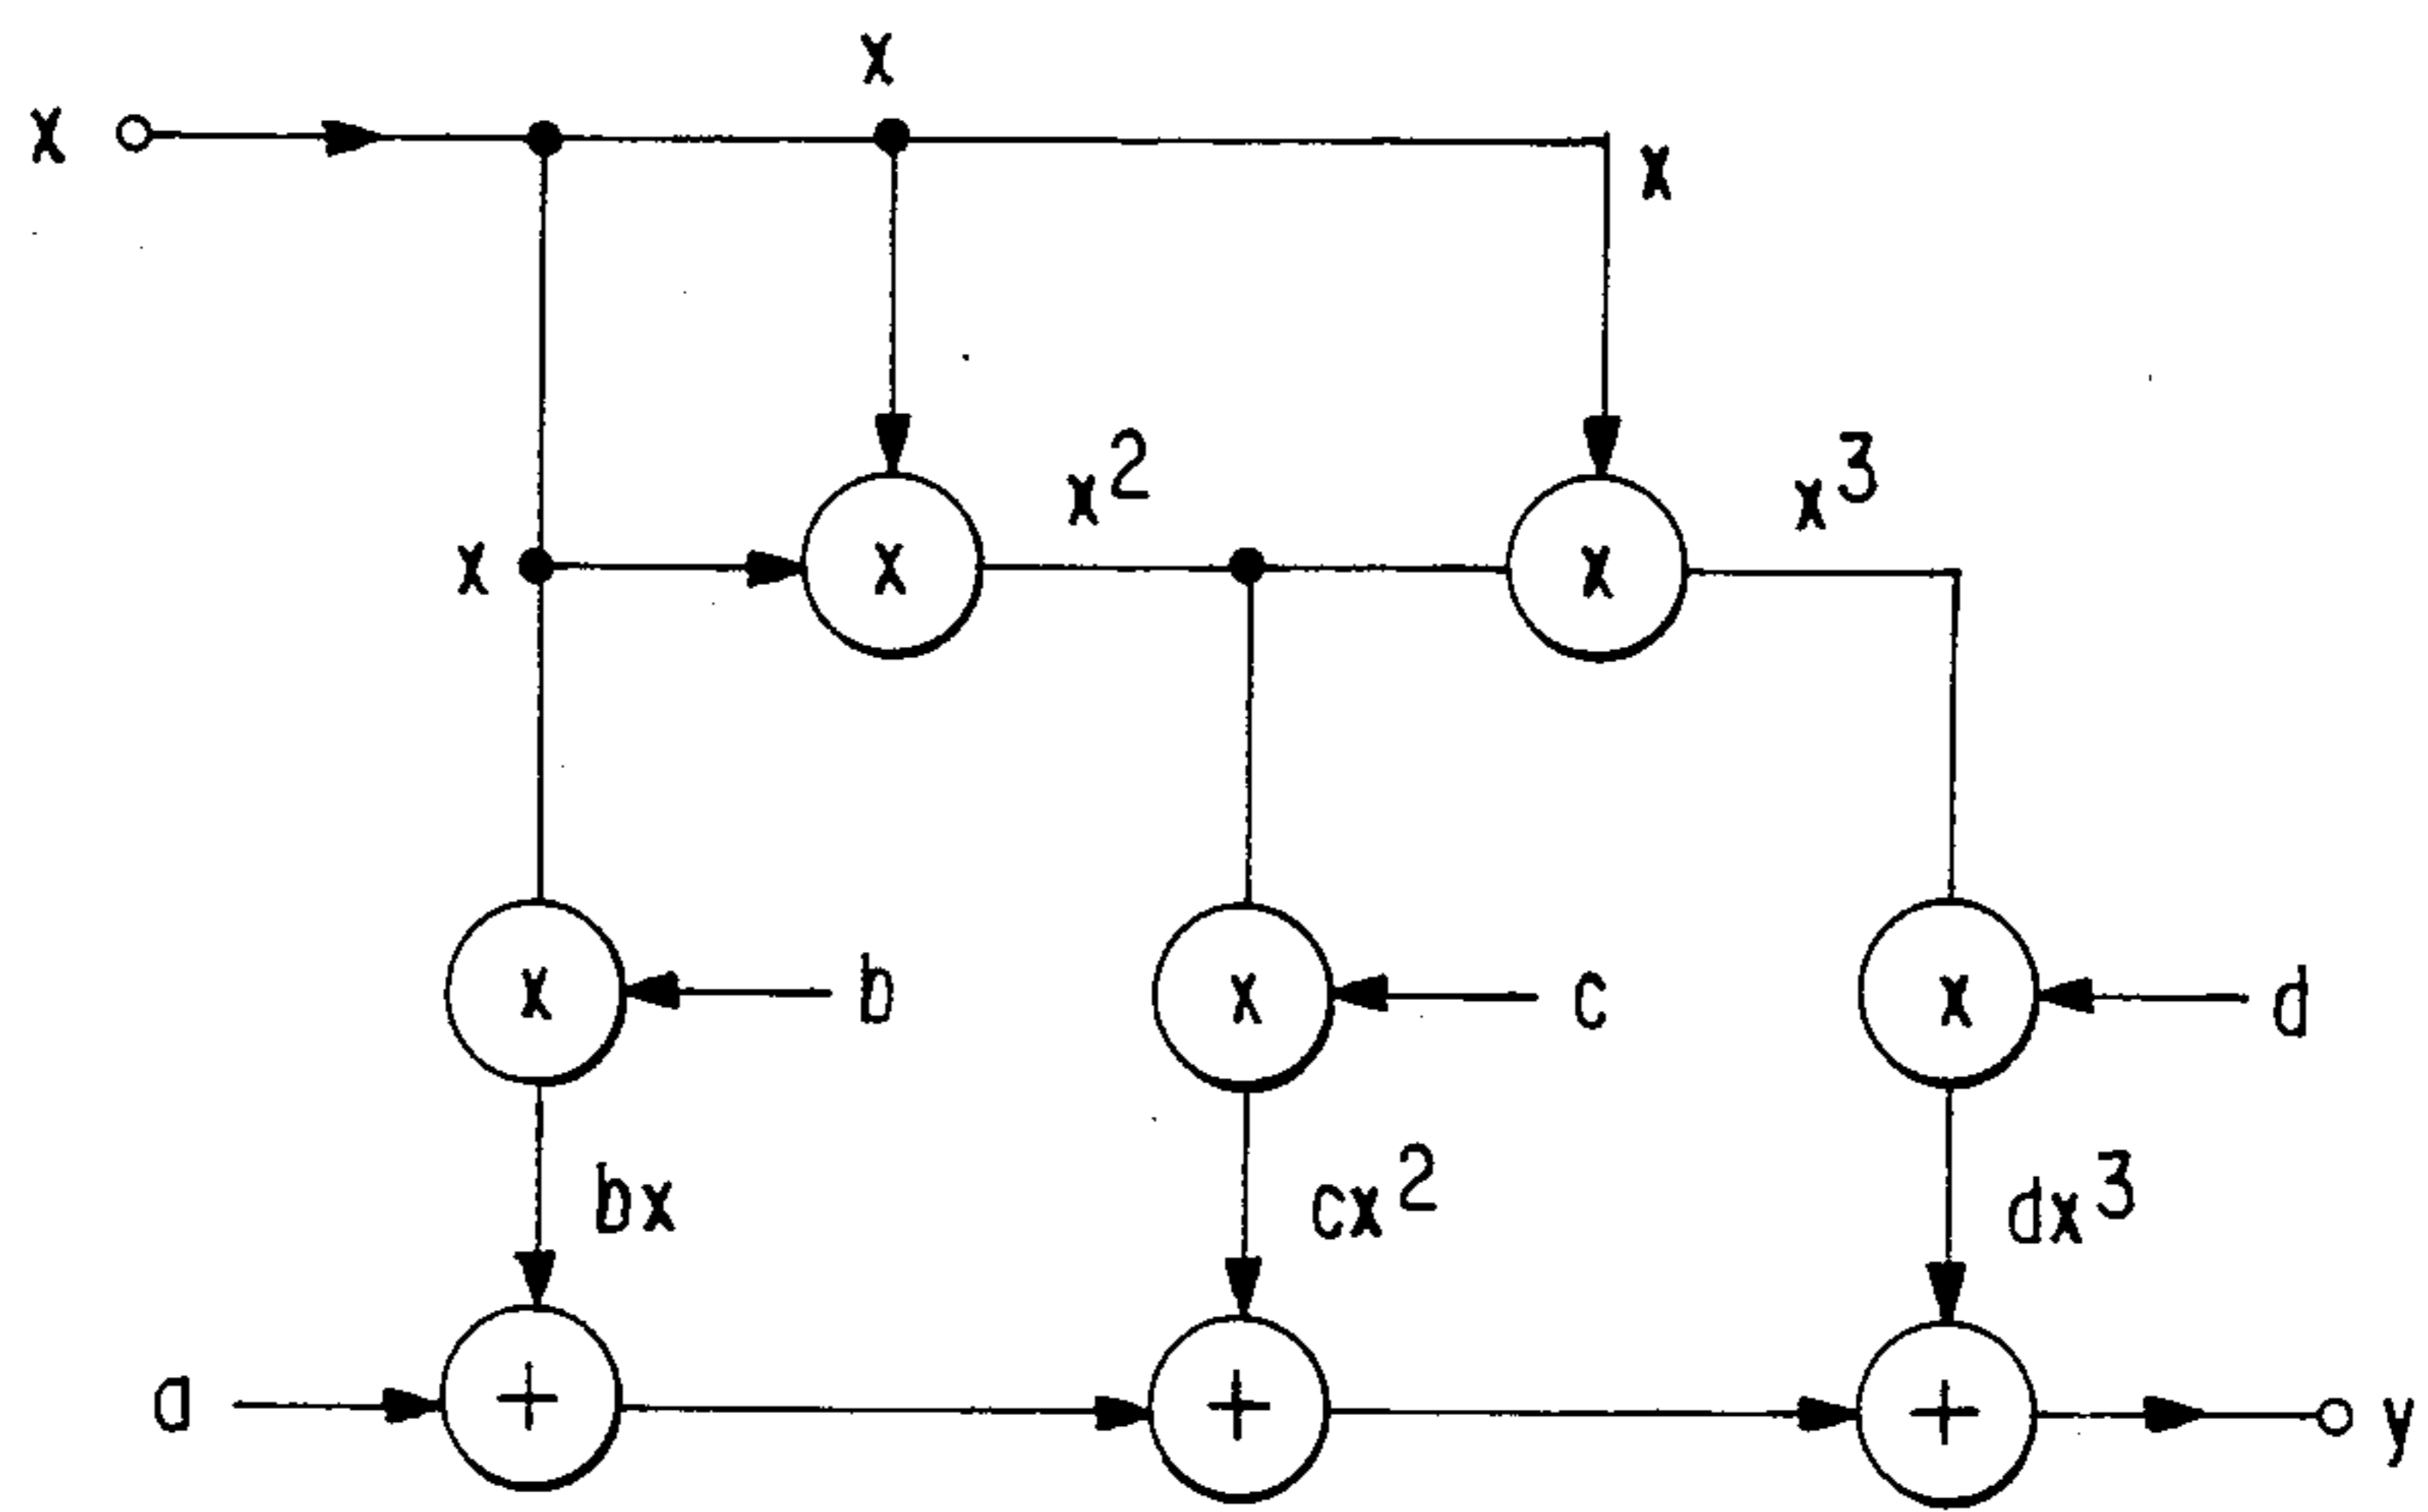 x
x
x
x²
x³
x
x
x
x
b
x
c
x
d
bx
cx²
dx³
a
+
+
+
y